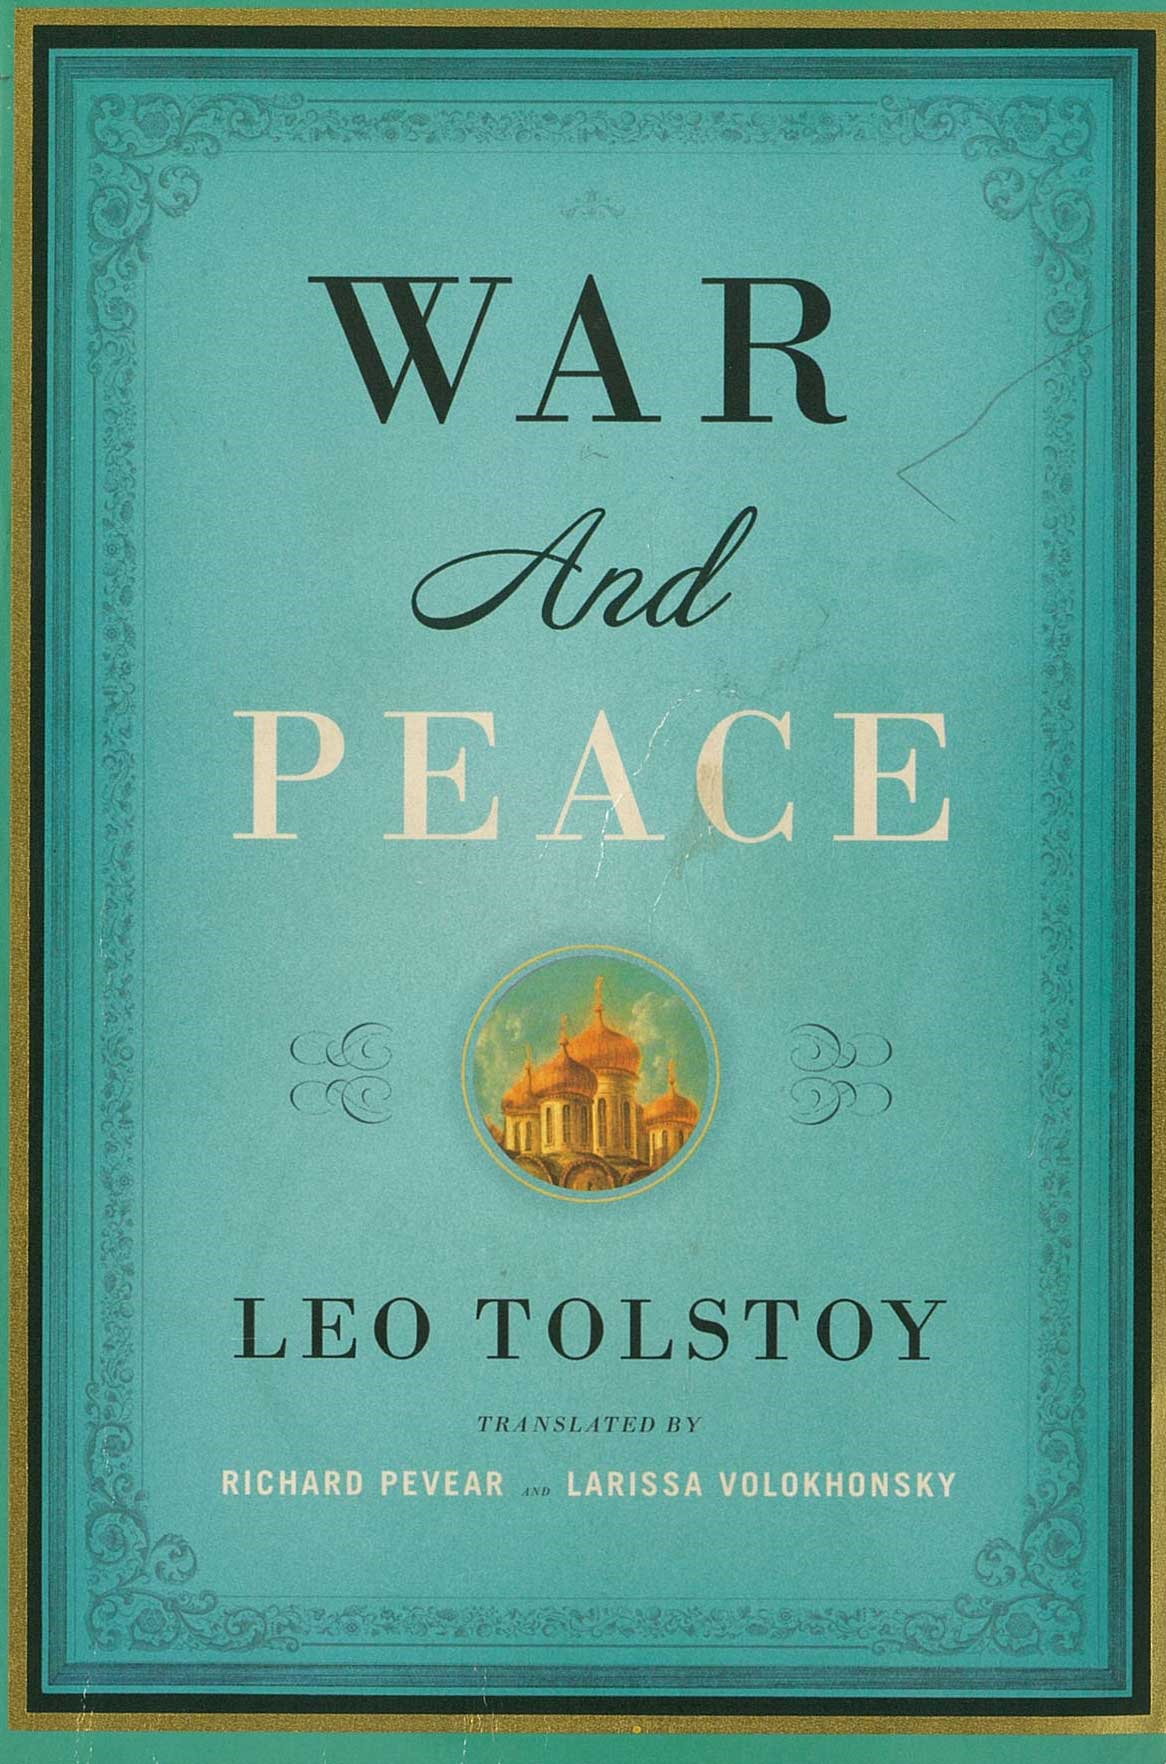 WAR
And
PEACE
LEO TOLSTOY
TRANSLATED BY
RICHARD PEVEAR AND LARISSA VOLOKHONSKY